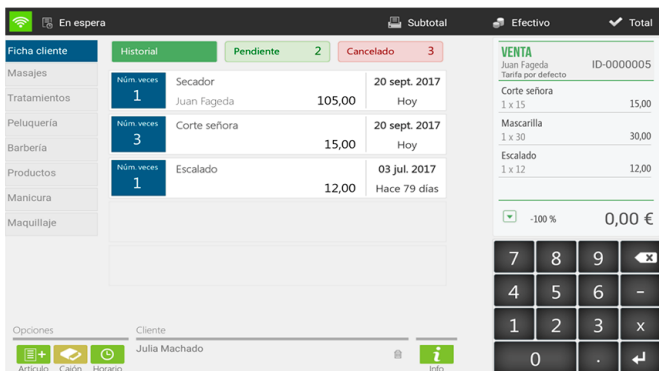 En espera
Subtotal
Efectivo
Total
Ficha cliente
Masajes
Tratamientos
Peluquería
Barbería
Productos
Manicura
Maquillaje
Historial
Pendiente 2
Cancelado 3
Núm. veces
1
Secador
Juan Fageda
105,00
20 sept. 2017
Hoy
Núm. veces
3
Corte señora
15,00
20 sept. 2017
Hoy
Núm. veces
1
Escalado
12,00
03 jul. 2017
Hace 79 días
Opciones
Artículo
Cajón
Horario
Cliente
Julia Machado
i
Info
VENTA
Juan Fageda
ID-0000005
Tarifa por defecto
Corte señora
1 x 15 15,00
Mascarilla
1 x 30 30,00
Escalado
1 x 12 12,00
-100 % 0,00 €
7 8 9
4 5 6 -
1 2 3 x
0 .